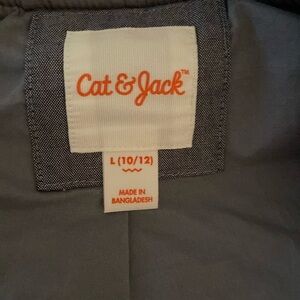 Cat & Jack™
L (10/12)
MADE IN
BANGLADESH